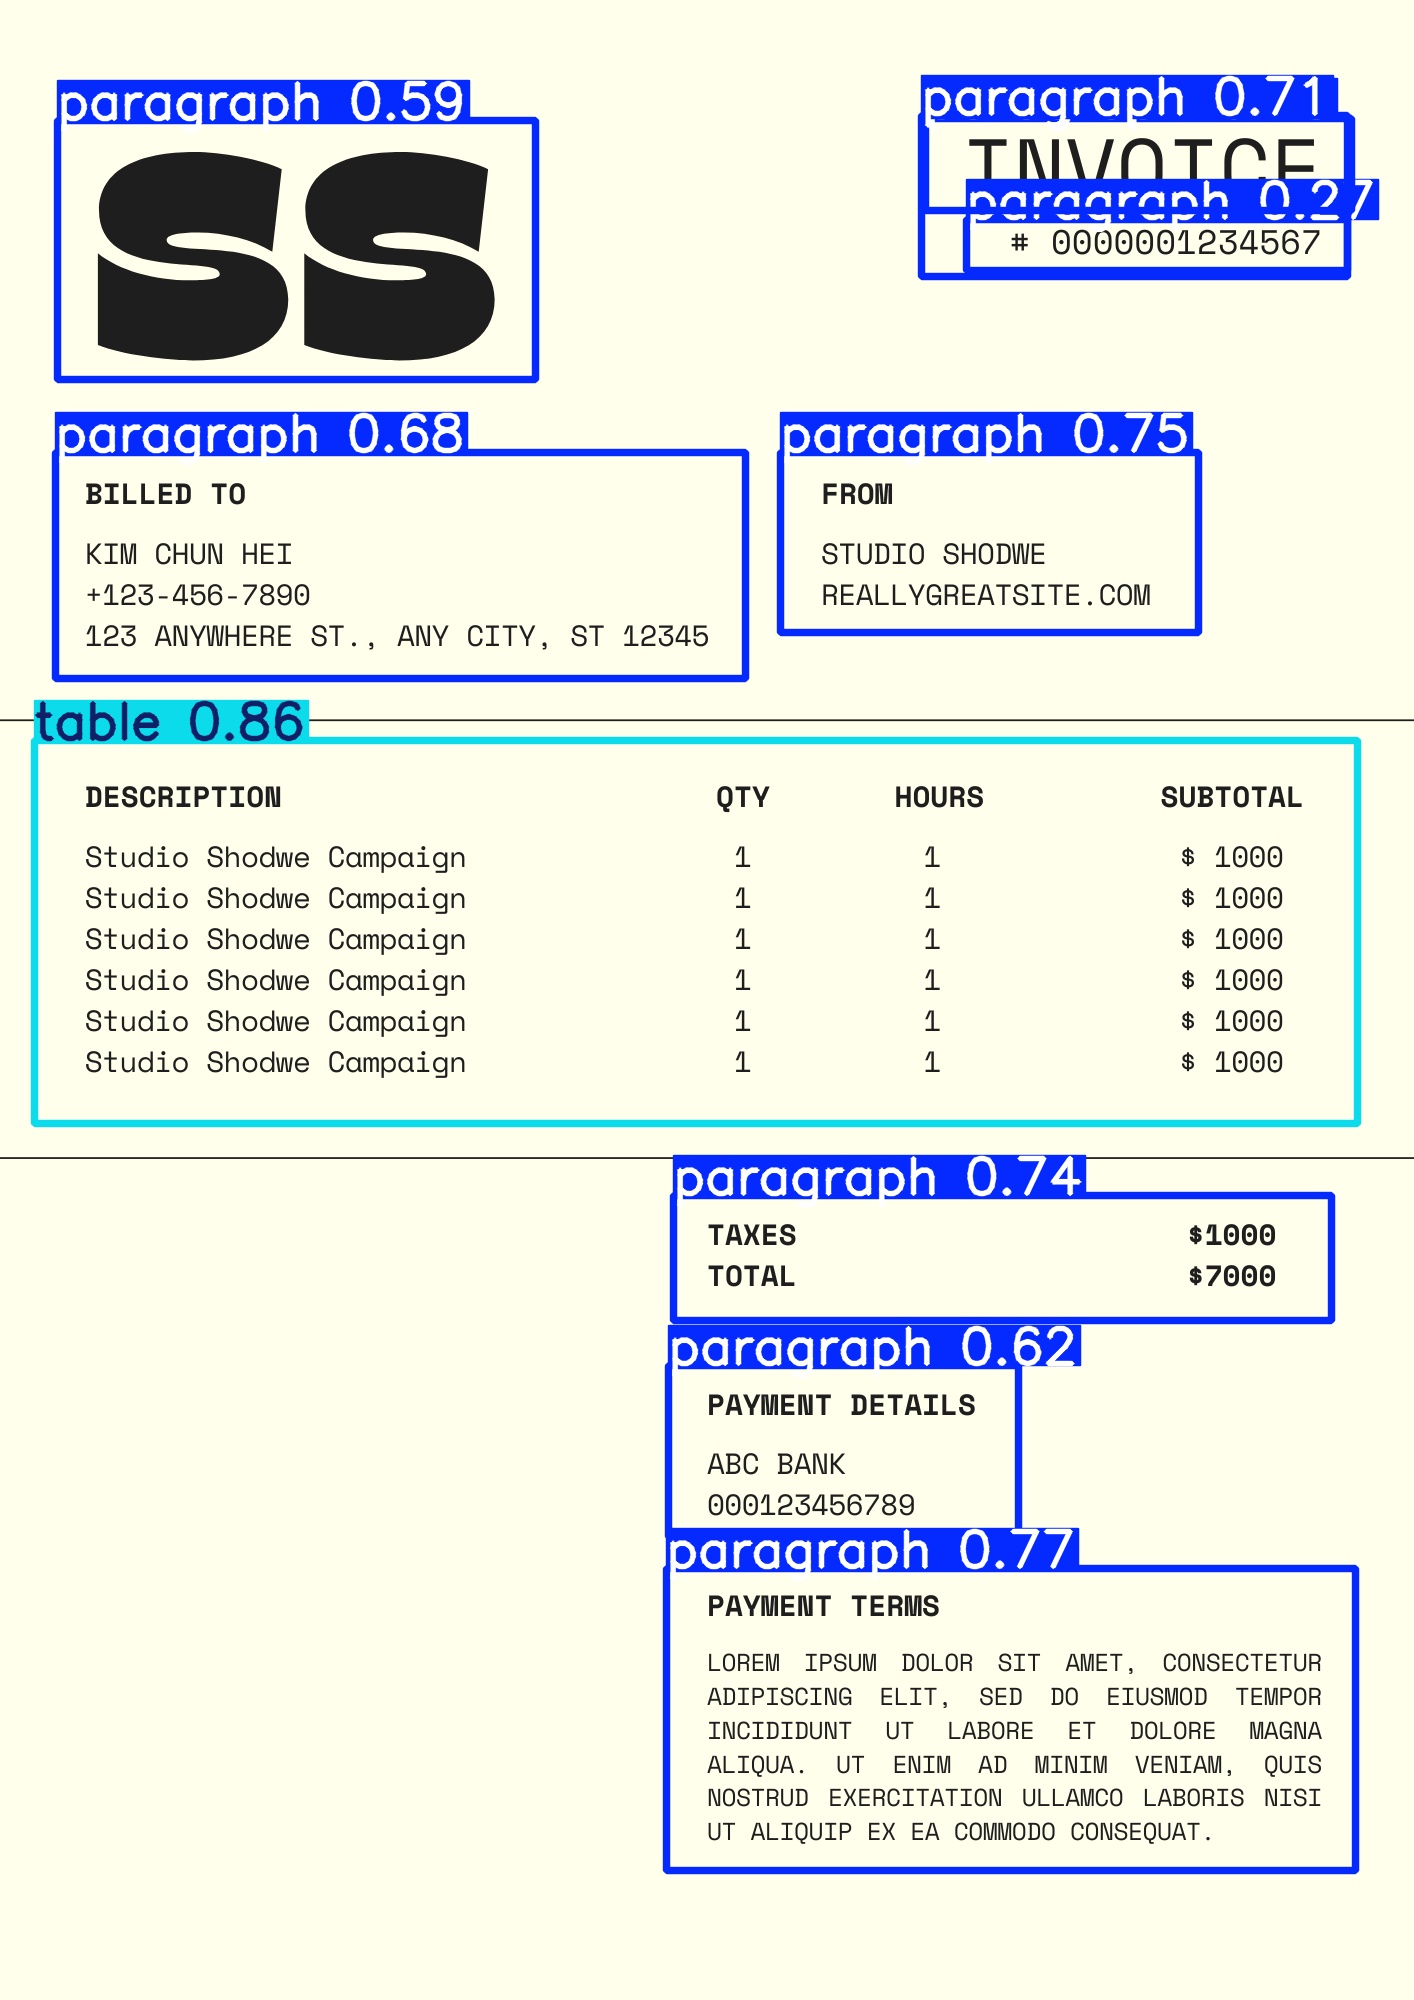 paragraph 0.59
SS
paragraph 0.71
INVOICE
paragraph 0.27
# 0000001234567
paragraph 0.68
BILLED TO
KIM CHUN HEI
+123-456-7890
123 ANYWHERE ST., ANY CITY, ST 12345
paragraph 0.75
FROM
STUDIO SHODWE
REALLYGREATSITE.COM
table 0.86
DESCRIPTION QTY HOURS SUBTOTAL
Studio Shodwe Campaign 1 1 $ 1000
Studio Shodwe Campaign 1 1 $ 1000
Studio Shodwe Campaign 1 1 $ 1000
Studio Shodwe Campaign 1 1 $ 1000
Studio Shodwe Campaign 1 1 $ 1000
Studio Shodwe Campaign 1 1 $ 1000
paragraph 0.74
TAXES $1000
TOTAL $7000
paragraph 0.62
PAYMENT DETAILS
ABC BANK
000123456789
paragraph 0.77
PAYMENT TERMS
LOREM IPSUM DOLOR SIT AMET, CONSECTETUR
ADIPISCING ELIT, SED DO EIUSMOD TEMPOR
INCIDIDUNT UT LABORE ET DOLORE MAGNA
ALIQUA. UT ENIM AD MINIM VENIAM, QUIS
NOSTRUD EXERCITATION ULLAMCO LABORIS NISI
UT ALIQUIP EX EA COMMODO CONSEQUAT.